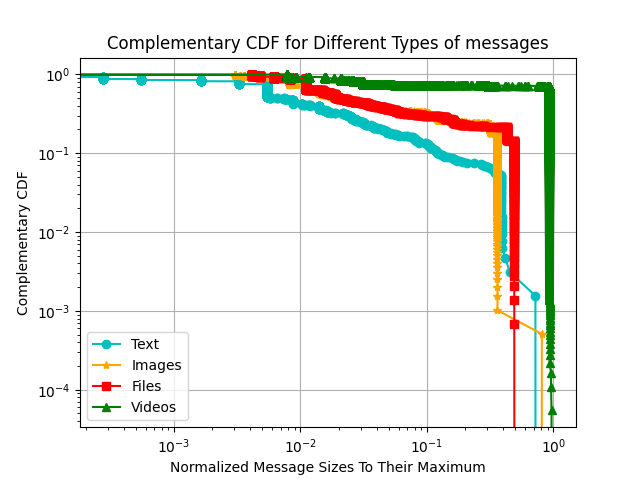 Complementary CDF for Different Types of messages
Complementary CDF
10⁰
10⁻¹
10⁻²
10⁻³
10⁻⁴
Text
Images
Files
Videos
10⁻³ 10⁻² 10⁻¹ 10⁰
Normalized Message Sizes To Their Maximum